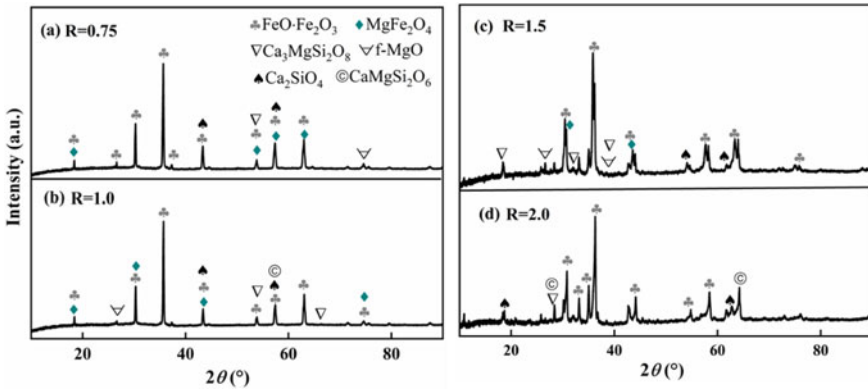 (a) R=0.75
♣FeO·Fe₂O₃ ♦MgFe₂O₄
∇Ca₃MgSi₂O₈ f-MgO
♠Ca₂SiO₄ ©CaMgSi₂O₆
(b) R=1.0
(c) R=1.5
(d) R=2.0
Intensity (a.u.)
20 40 60 80
2θ (°)
20 40 60 80
2θ (°)